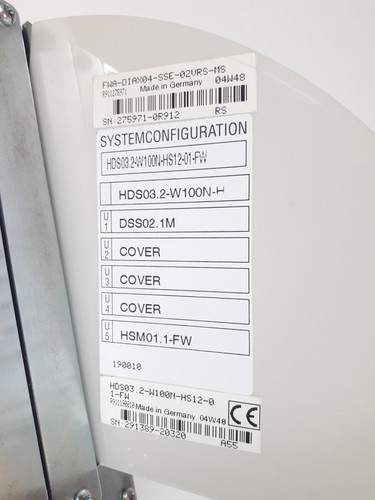 FWA-DIAX04-SSE-02VRS-MS
R911275971 Made in Germany 04W48
SN:275971-0R912 RS
SYSTEMCONFIGURATION
HDS03.2-W100N-HS12-01-FW
HDS03.2-W100N-H
U1 DSS02.1M
U2 COVER
U3 COVER
U4 COVER
U5 HSM01.1-FW
190010
HDS03.2-W100N-HS12-0
1-FW
Made in Germany 04W48
SN:291389-20320 A55
CE